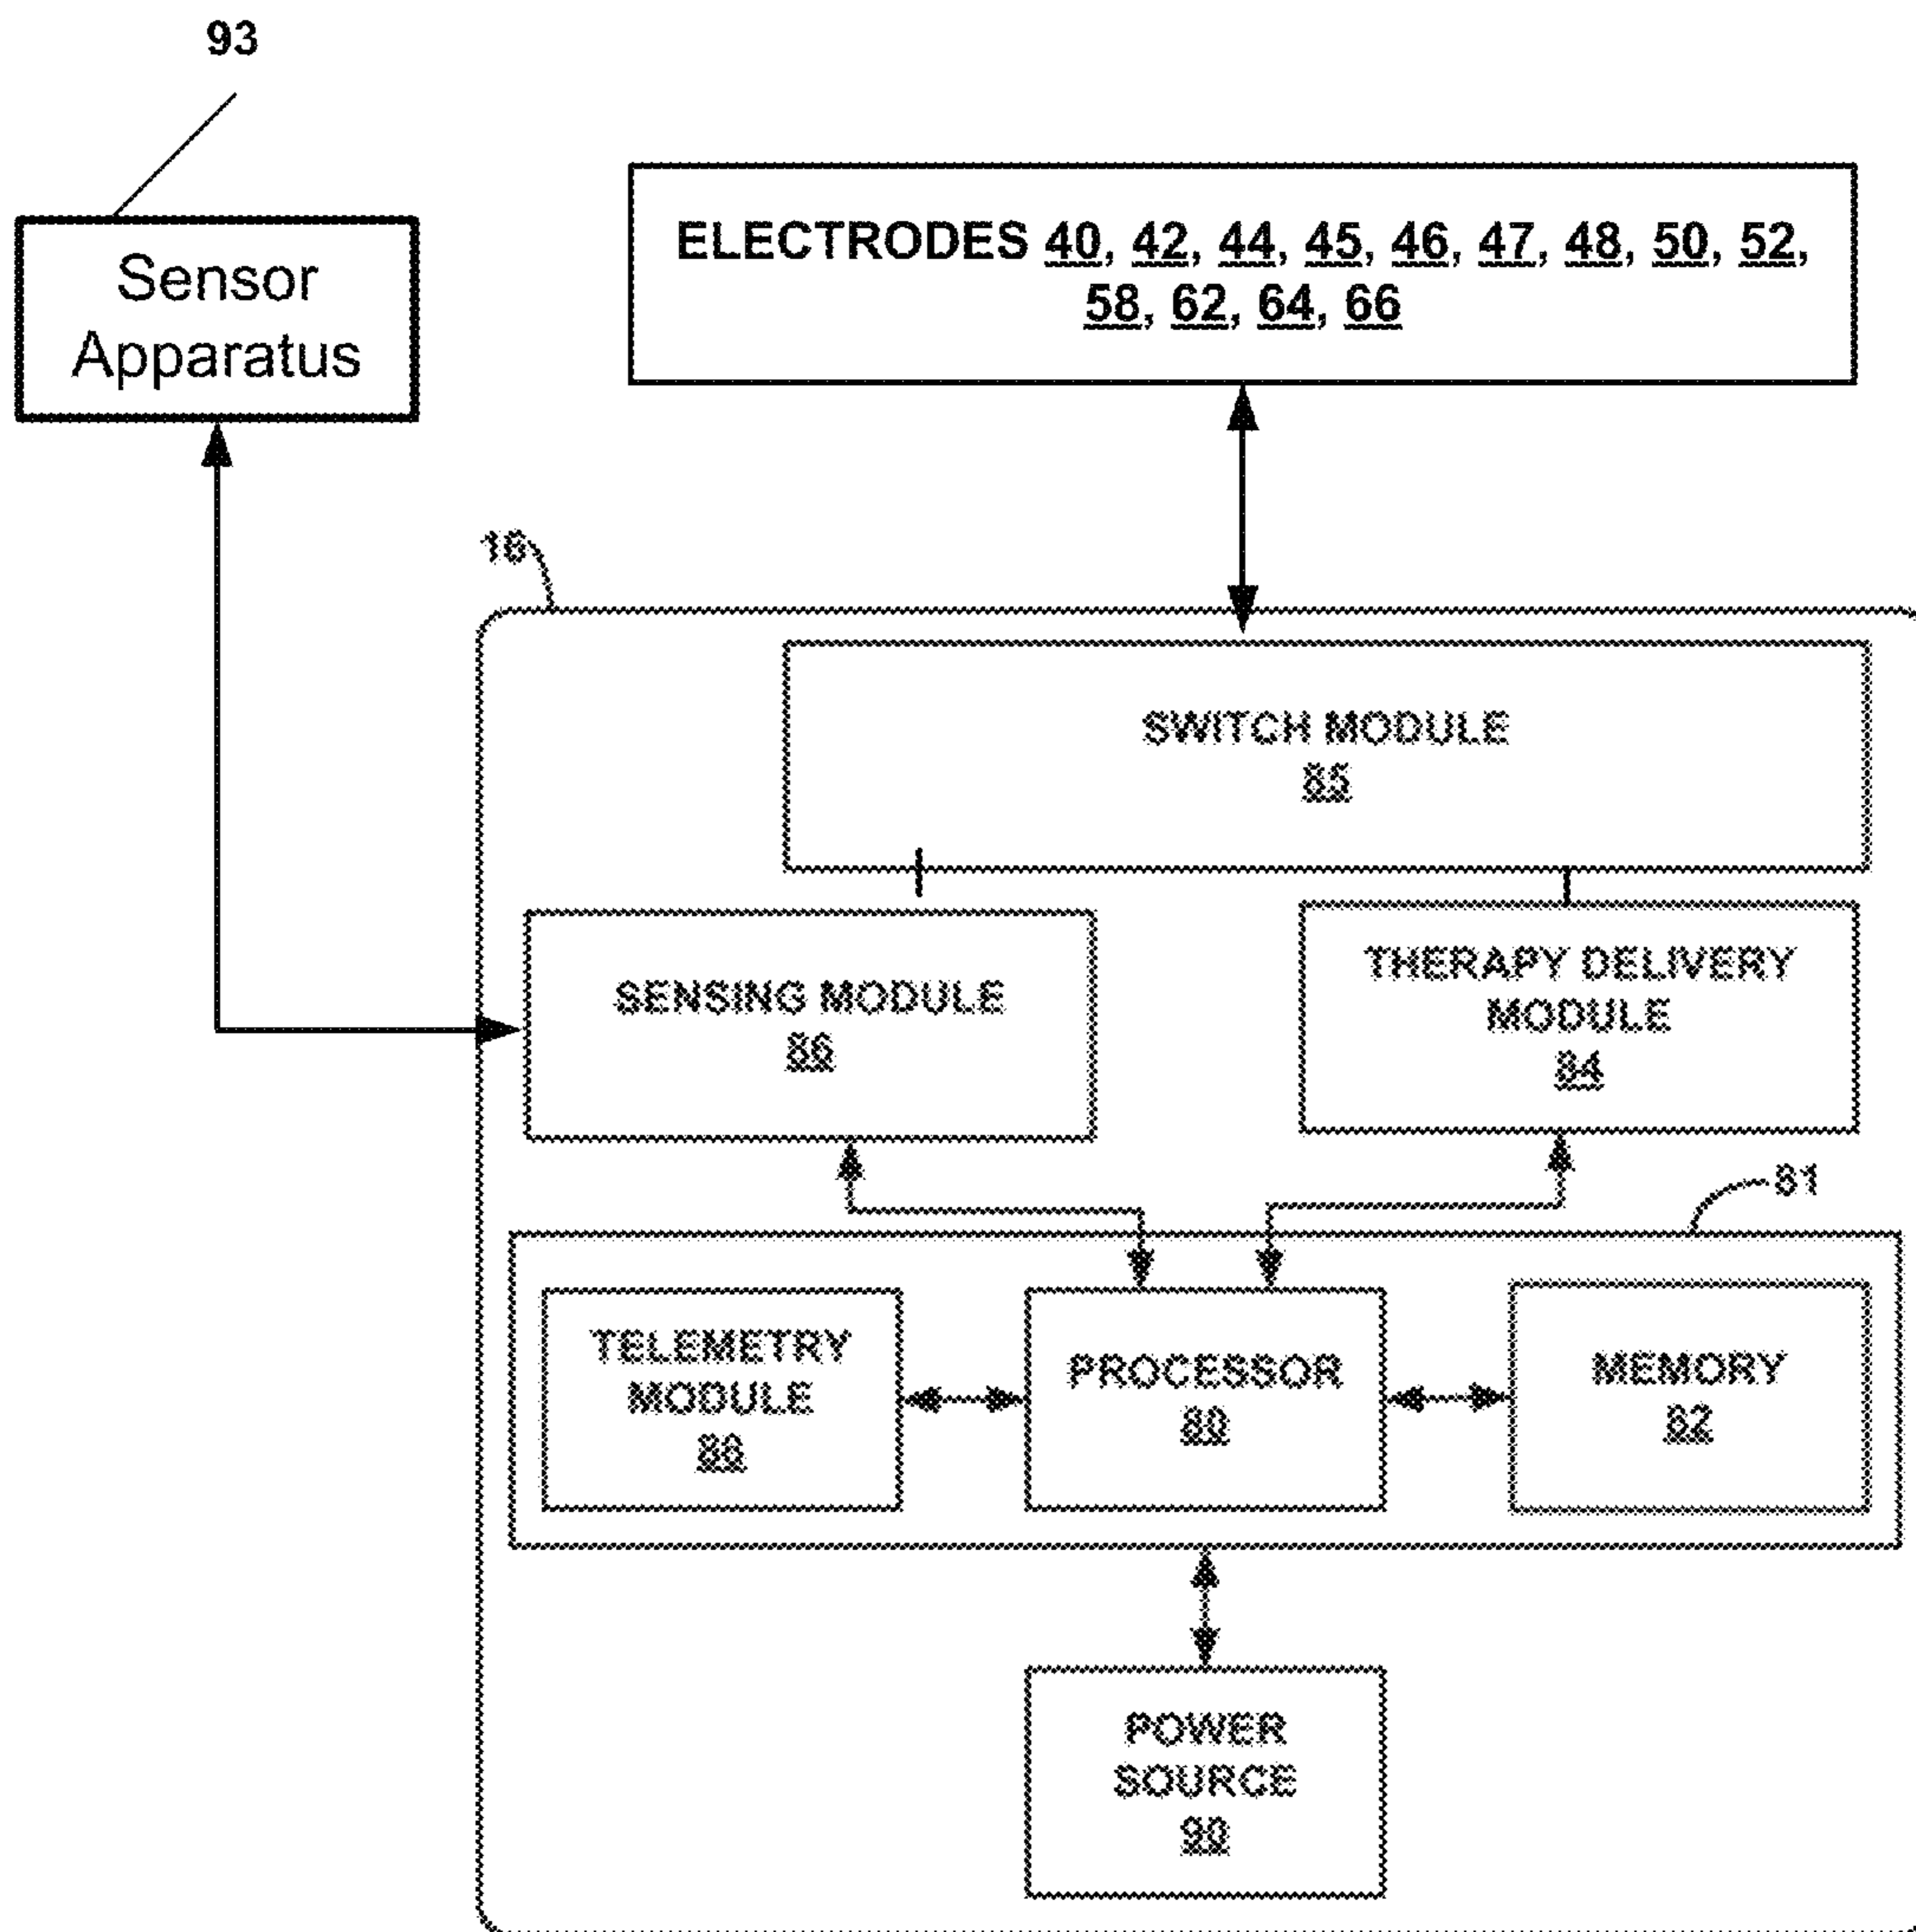 93
Sensor
Apparatus
ELECTRODES 40, 42, 44, 45, 46, 47, 48, 50, 52,
58, 62, 64, 66
16
SWITCH MODULE
85
SENSING MODULE
86
THERAPY DELIVERY
MODULE
84
81
TELEMETRY
MODULE
PROCESSOR
80
MEMORY
82
POWER
SOURCE
90